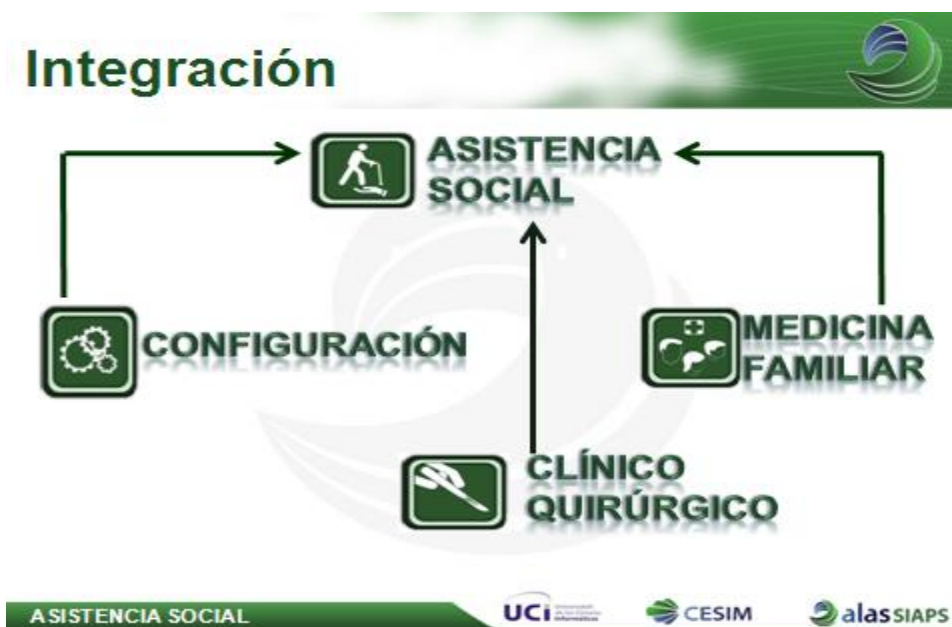 Integración
ASISTENCIA
SOCIAL
CONFIGURACIÓN
MEDICINA
FAMILIAR
CLÍNICO
QUIRÚRGICO
ASISTENCIA SOCIAL
UCi
CESIM
alas SIAPS